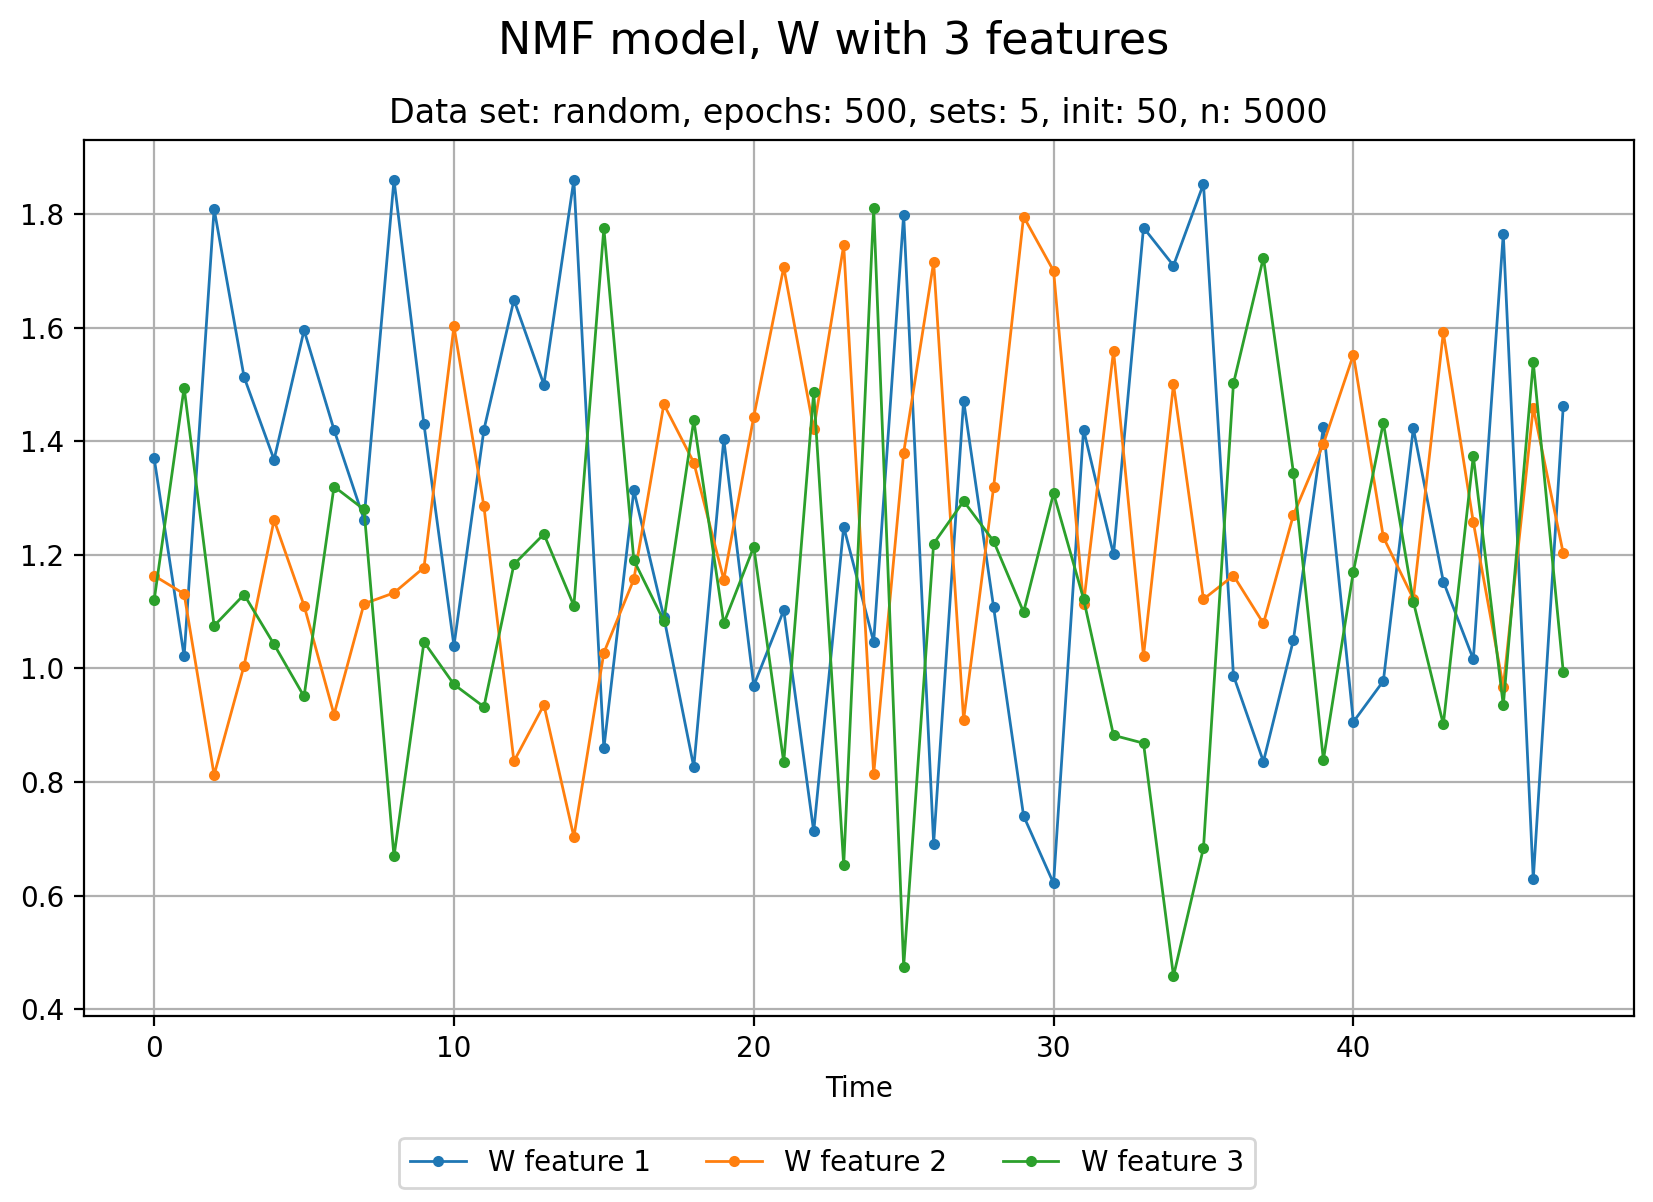 NMF model, W with 3 features
Data set: random, epochs: 500, sets: 5, init: 50, n: 5000
1.8
1.6
1.4
1.2
1.0
0.8
0.6
0.4
0 10 20 30 40
Time
W feature 1 W feature 2 W feature 3